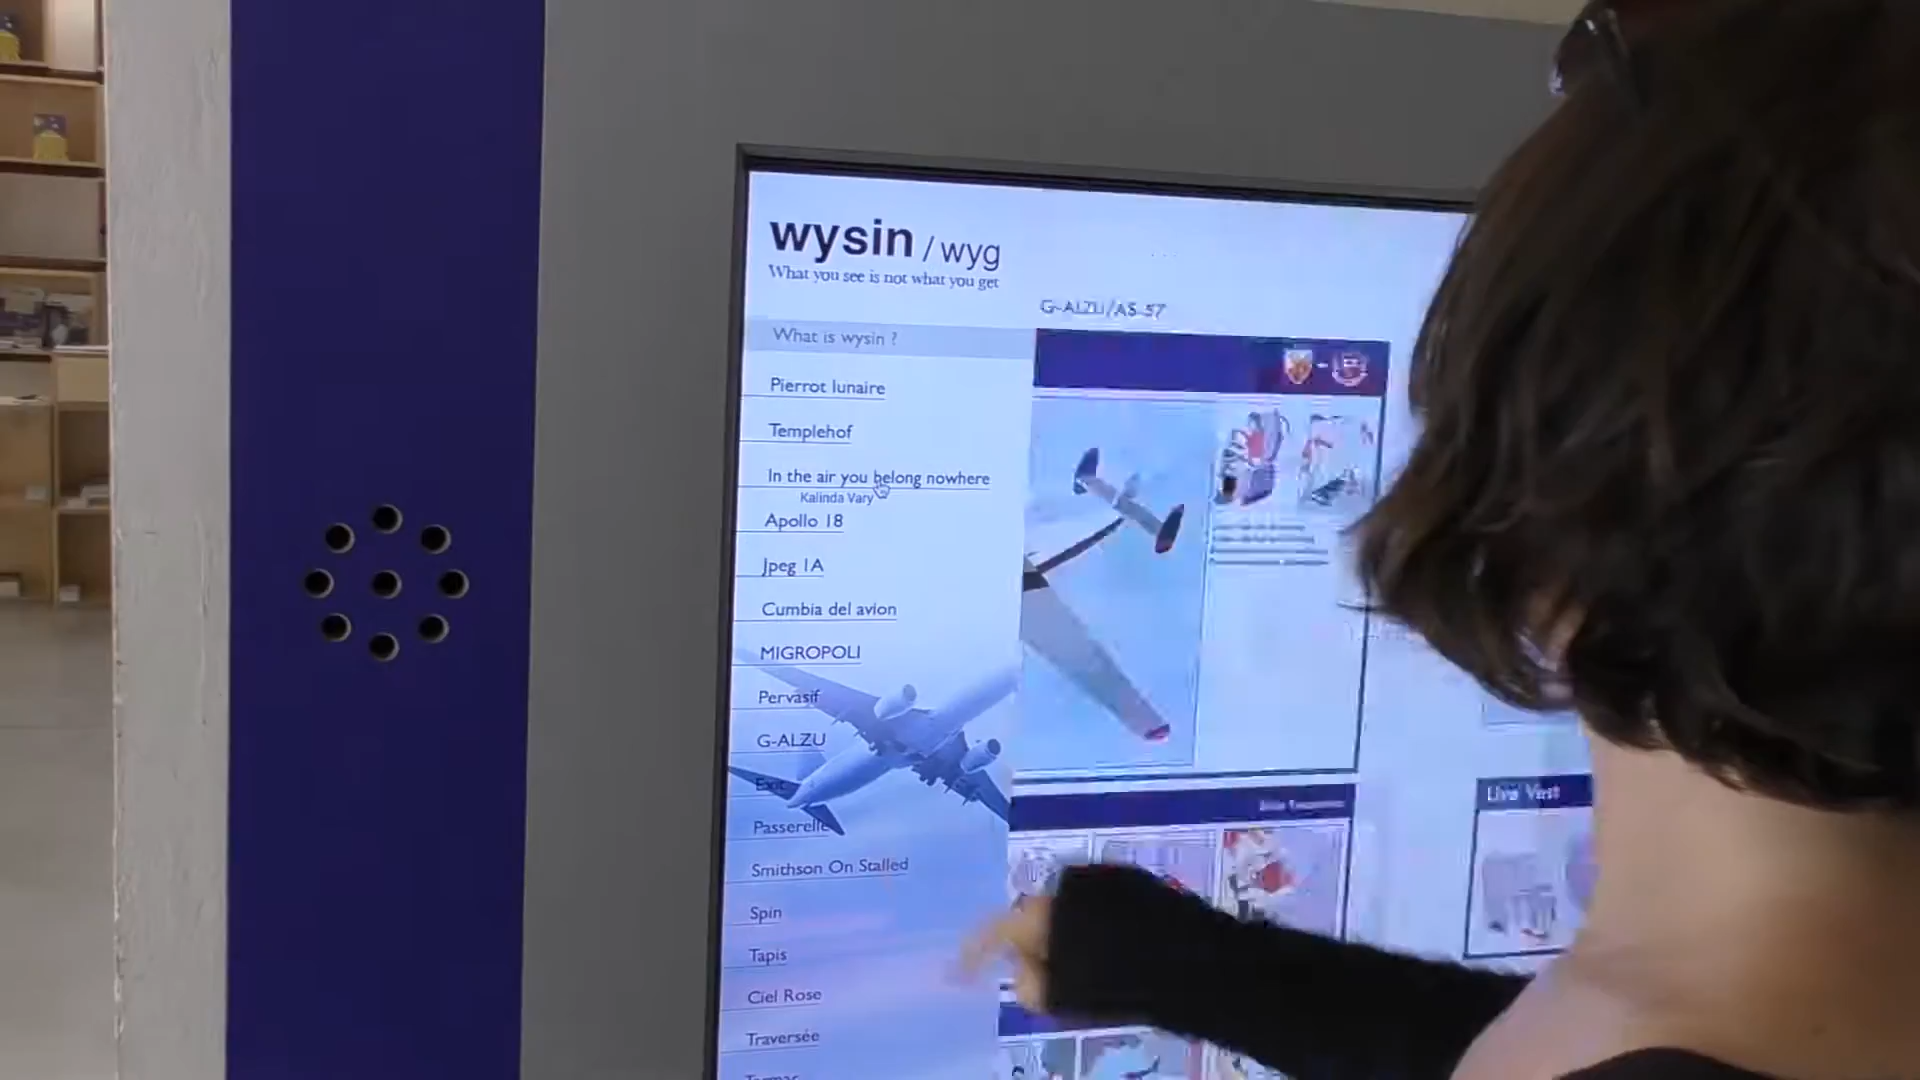 wysin / wyg
What you see is not what you get
G-ALZU/AS-57
What is wysin ?
Pierrot lunaire
Templehof
In the air you belong nowhere
Kalinda Vary
Apollo 18
Jpeg 1A
Cumbia del avion
MIGROPOLI
Pervasif
G-ALZU
Exit
Passerelle
Smithson On Stalled
Spin
Tapis
Ciel Rose
Traversée
Live Vest